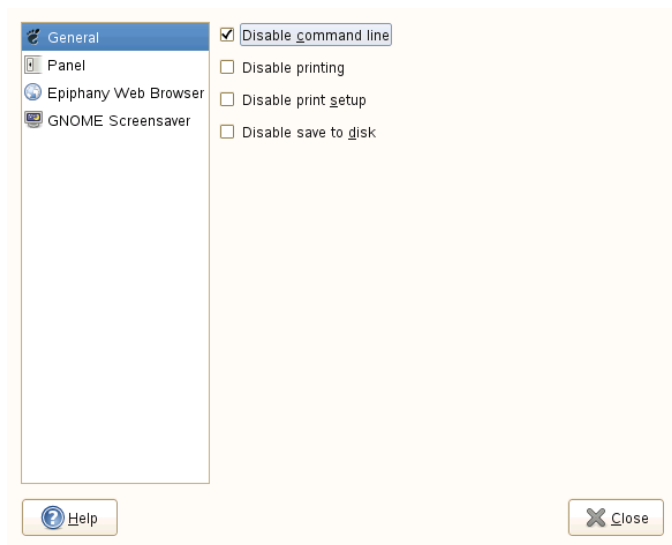 General
Panel
Epiphany Web Browser
GNOME Screensaver
Disable command line
Disable printing
Disable print setup
Disable save to disk
Help
Close